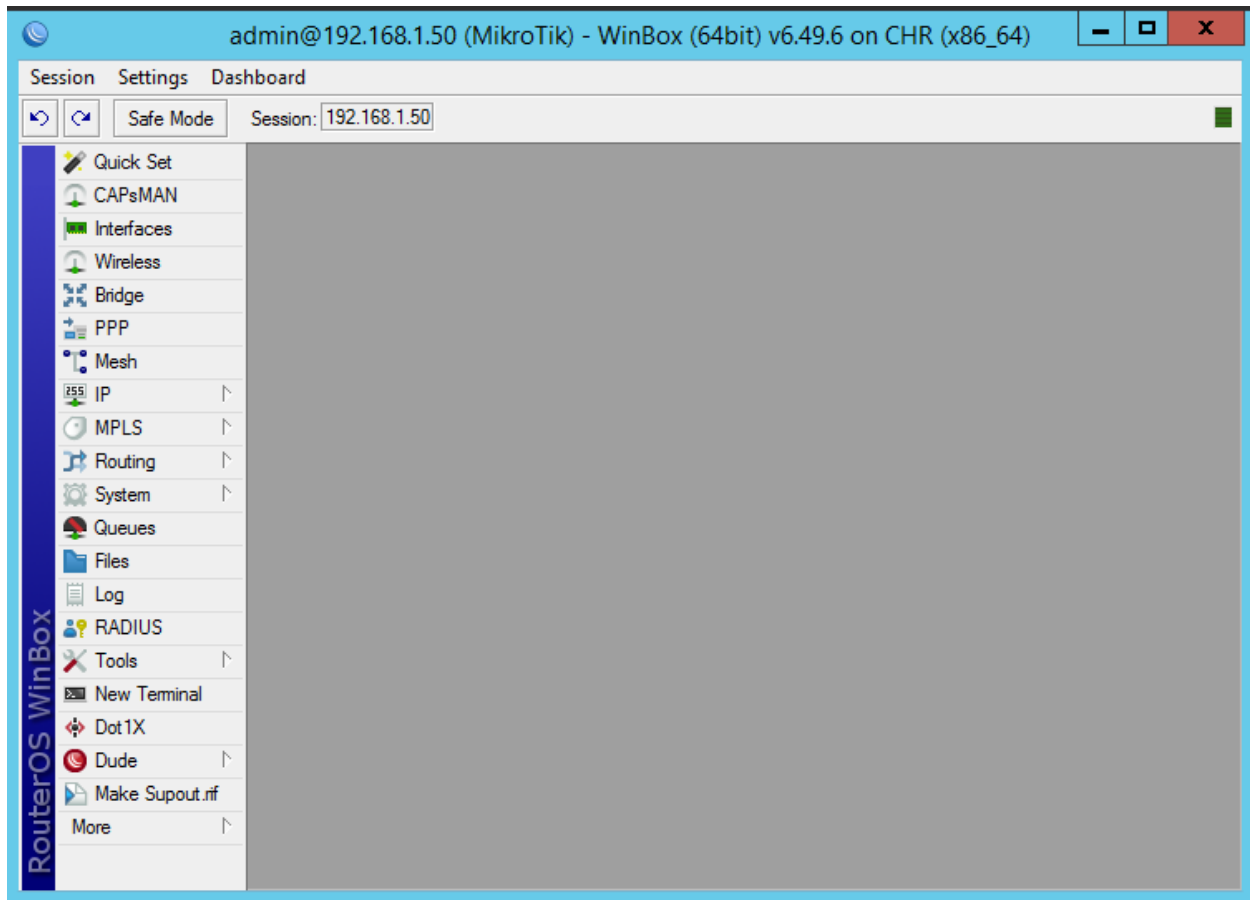 admin@192.168.1.50 (MikroTik) - WinBox (64bit) v6.49.6 on CHR (x86_64)
Session Settings Dashboard
Safe Mode Session: 192.168.1.50
Quick Set
CAPsMAN
Interfaces
Wireless
Bridge
PPP
Mesh
255 IP
MPLS
Routing
System
Queues
Files
Log
RADIUS
Tools
New Terminal
Dot1X
Dude
Make Supout.rif
More
RouterOS WinBox